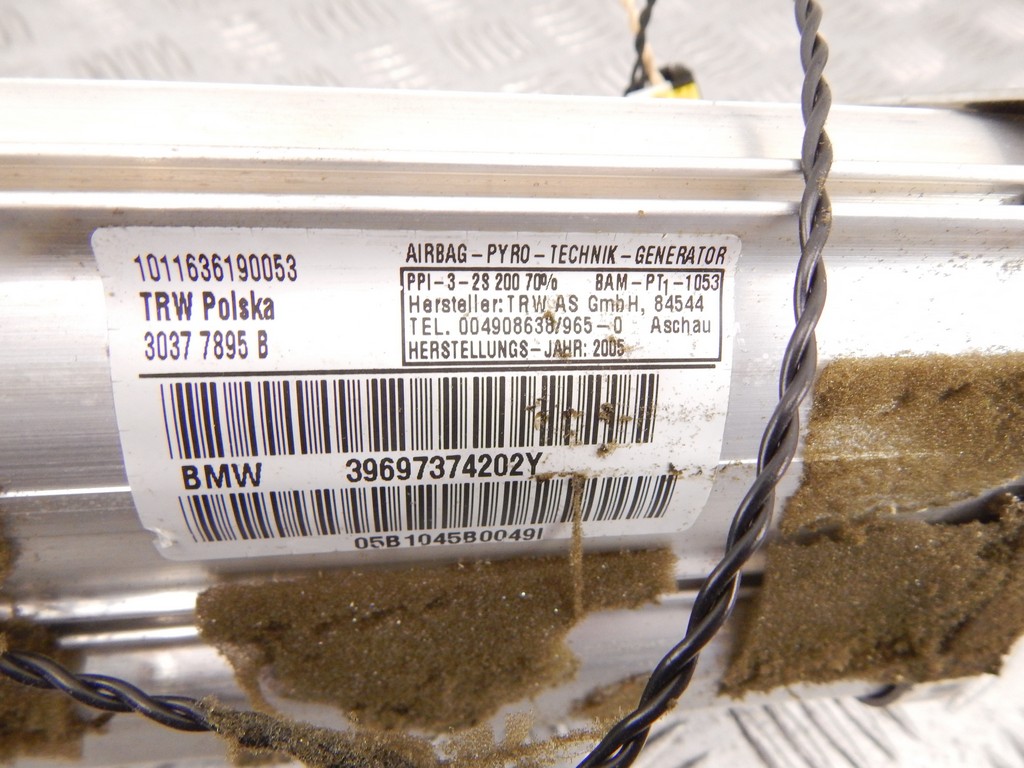 1011636190053
TRW Polska
3037 7895 B
AIRBAG-PYRO-TECHNIK-GENERATOR
PPI-3-2S 200 70% BAM-PT1-1053
Hersteller: TRW AS GmbH, 84544
TEL. 004908638/965-0 Aschau
HERSTELLUNGS-JAHR: 2005
BMW 39697374202Y
05B1045B0049I